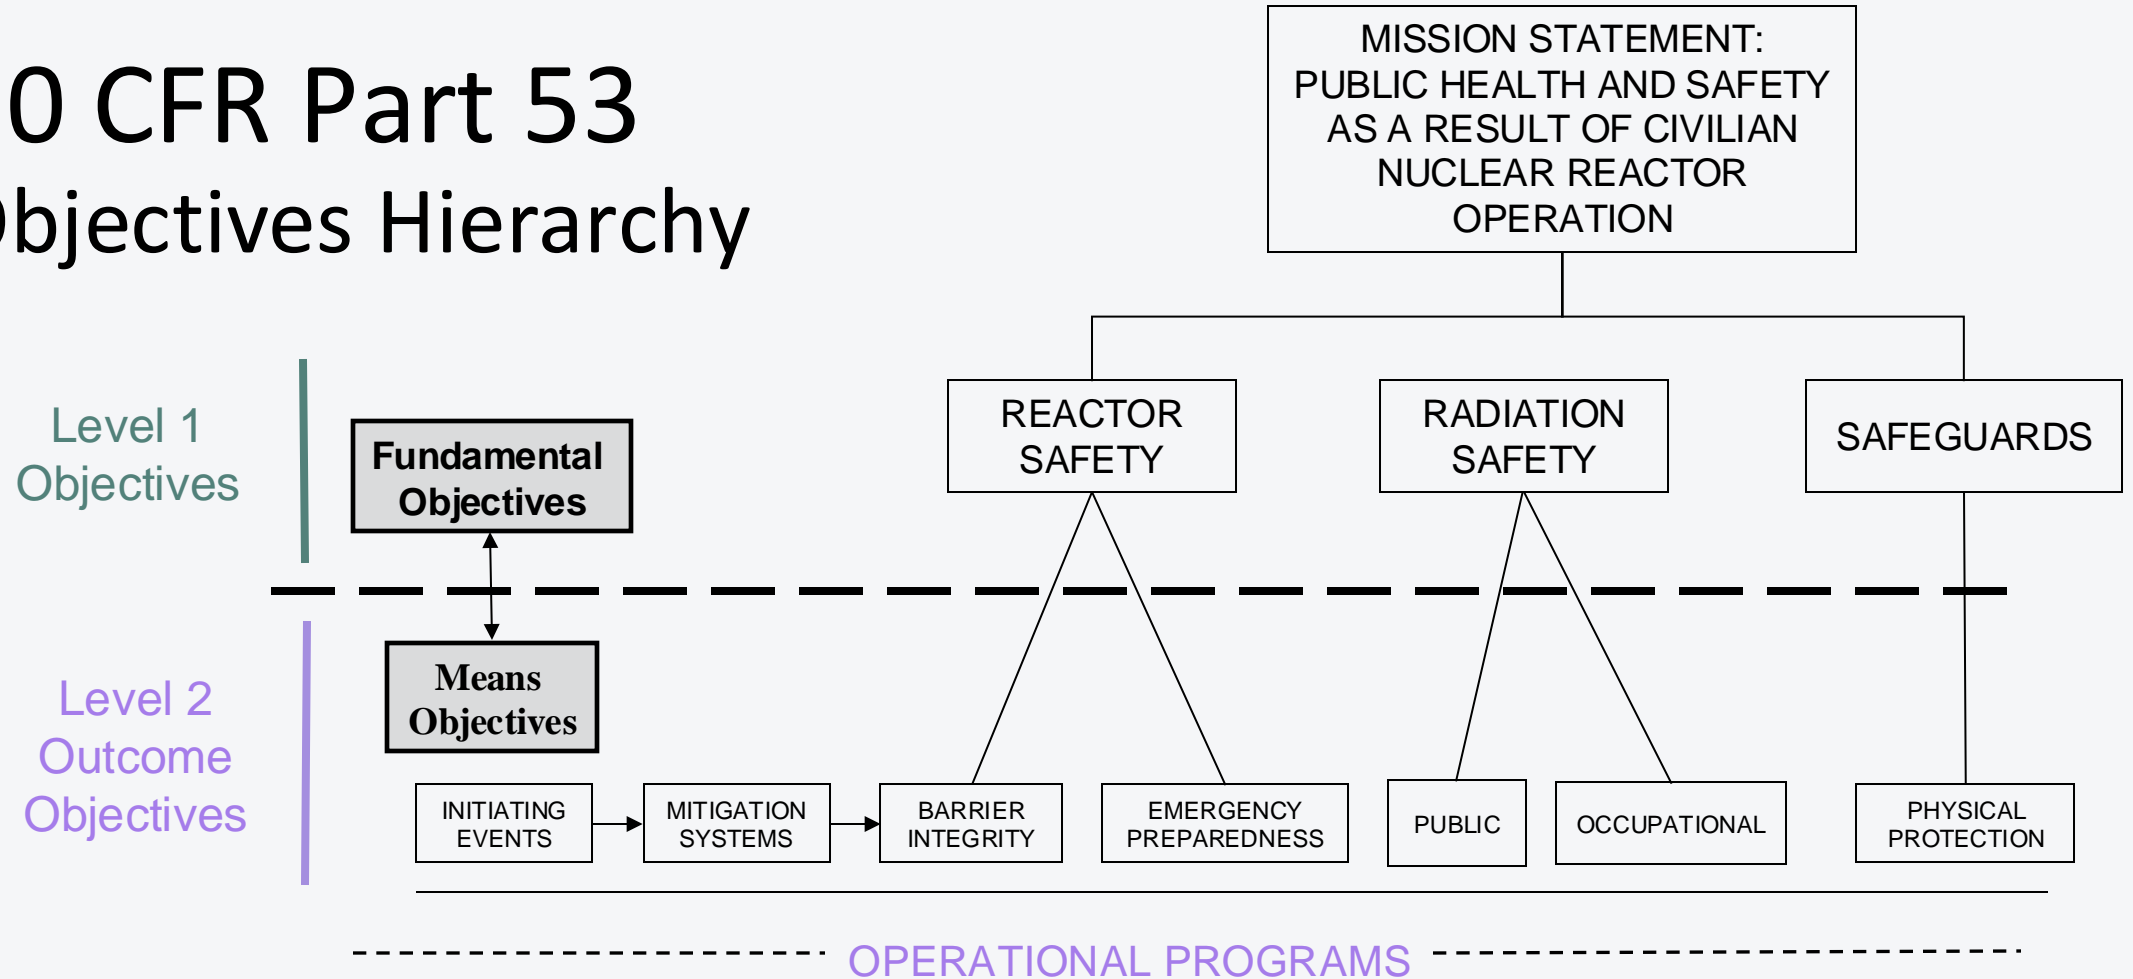 0 CFR Part 53
Objectives Hierarchy
MISSION STATEMENT:
PUBLIC HEALTH AND SAFETY
AS A RESULT OF CIVILIAN
NUCLEAR REACTOR
OPERATION
Level 1
Objectives
Fundamental
Objectives
REACTOR
SAFETY
RADIATION
SAFETY
SAFEGUARDS
Level 2
Outcome
Objectives
Means
Objectives
INITIATING
EVENTS
MITIGATION
SYSTEMS
BARRIER
INTEGRITY
EMERGENCY
PREPAREDNESS
PUBLIC
OCCUPATIONAL
PHYSICAL
PROTECTION
OPERATIONAL PROGRAMS